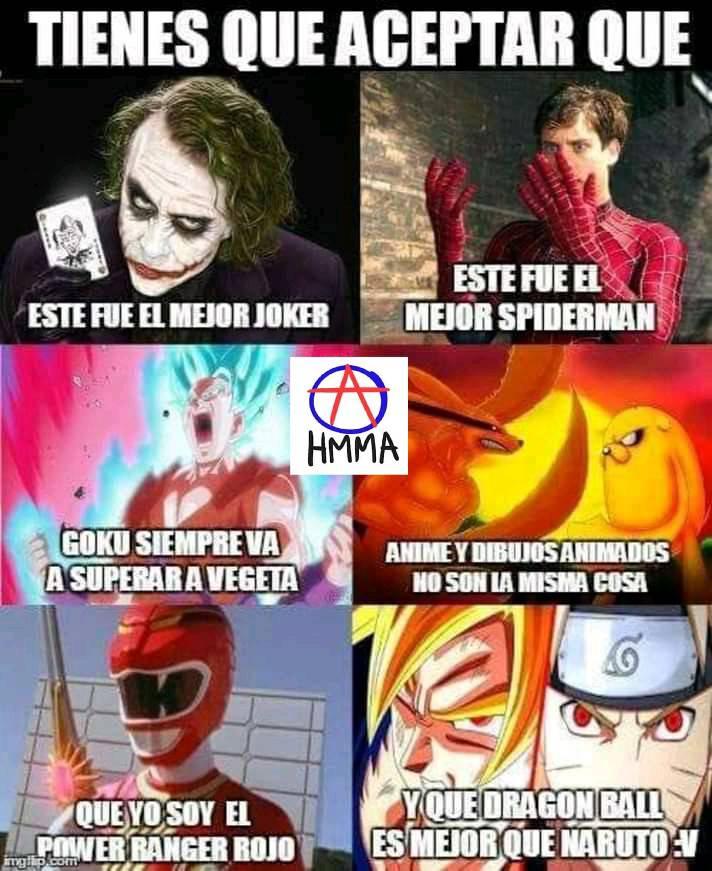 TIENES QUE ACEPTAR QUE
ESTE FUE EL MEJOR JOKER
ESTE FUE EL
MEJOR SPIDERMAN
A
HMMA
GOKU SIEMPRE VA
A SUPERAR A VEGETA
ANIME Y DIBUJOS ANIMADOS
NO SON LA MISMA COSA
QUE YO SOY EL
POWER RANGER ROJO
Y QUE DRAGON BALL
ES MEJOR QUE NARUTO :V
imgflip.com